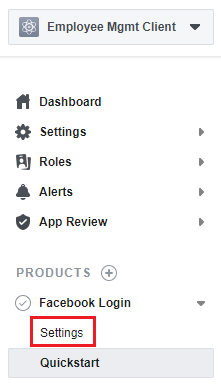 Employee Mgmt Client
Dashboard
Settings
Roles
Alerts
App Review
PRODUCTS
Facebook Login
Settings
Quickstart